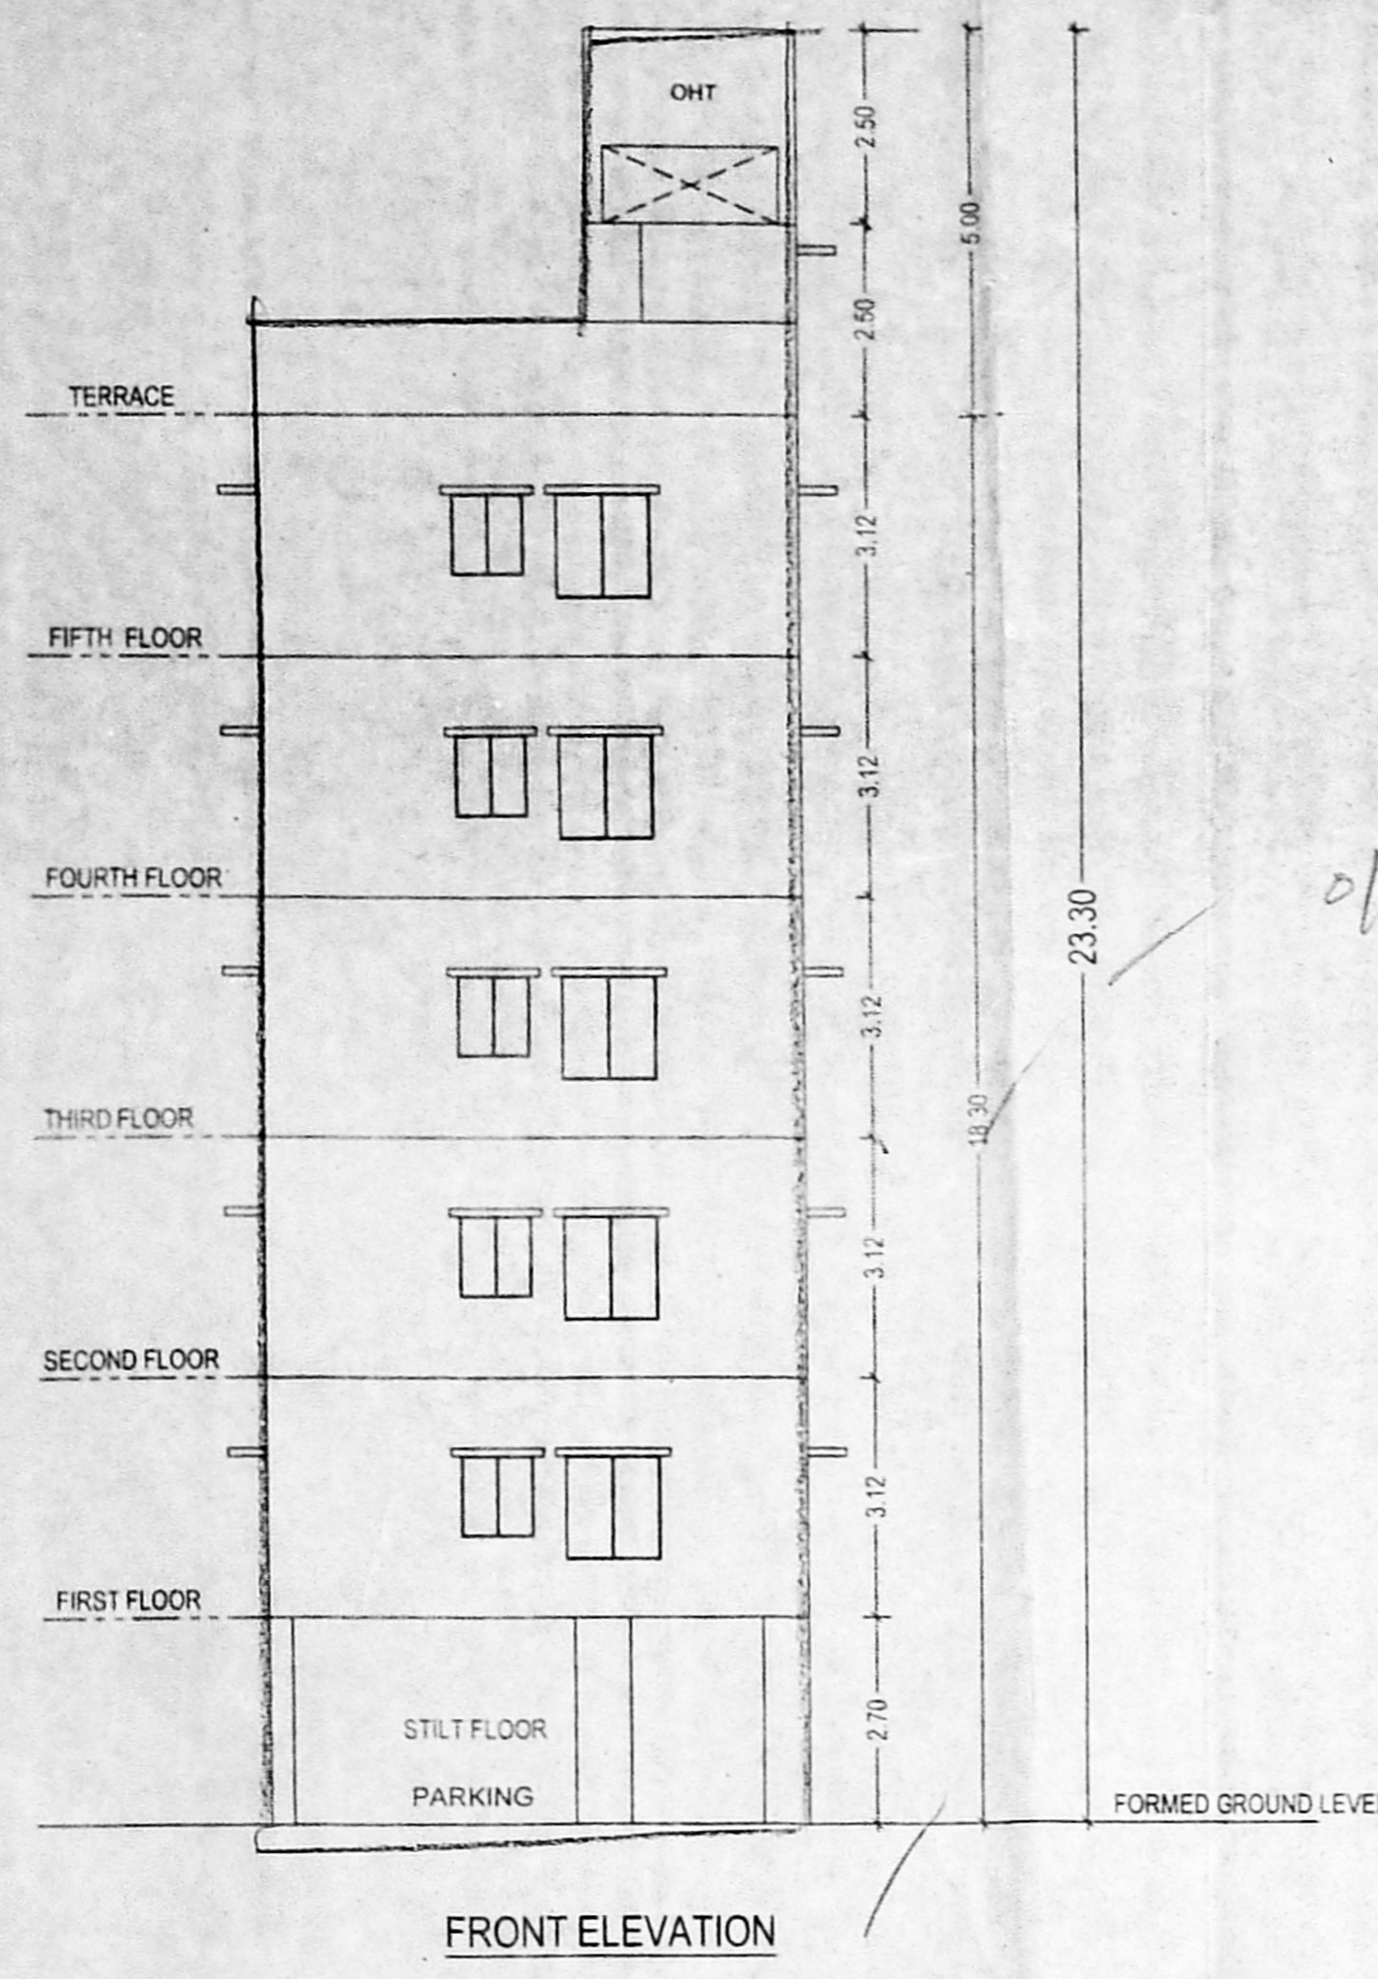 OHT
2.50
5.00
2.50
TERRACE
3.12
FIFTH FLOOR
3.12
FOURTH FLOOR
23.30
3.12
18.30
THIRD FLOOR
3.12
SECOND FLOOR
3.12
FIRST FLOOR
2.70
STILT FLOOR
PARKING
FORMED GROUND LEVEL
FRONT ELEVATION